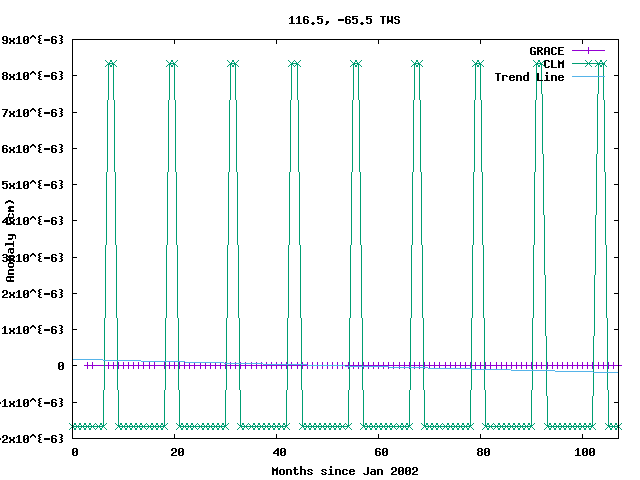 116.5, -65.5 TWS
9x10^{-6}
8x10^{-6}
7x10^{-6}
6x10^{-6}
5x10^{-6}
4x10^{-6}
3x10^{-6}
2x10^{-6}
1x10^{-6}
0
-1x10^{-6}
-2x10^{-6}
Anomaly (cm)
GRACE
CLM
Trend Line
0 20 40 60 80 100
Months since Jan 2002